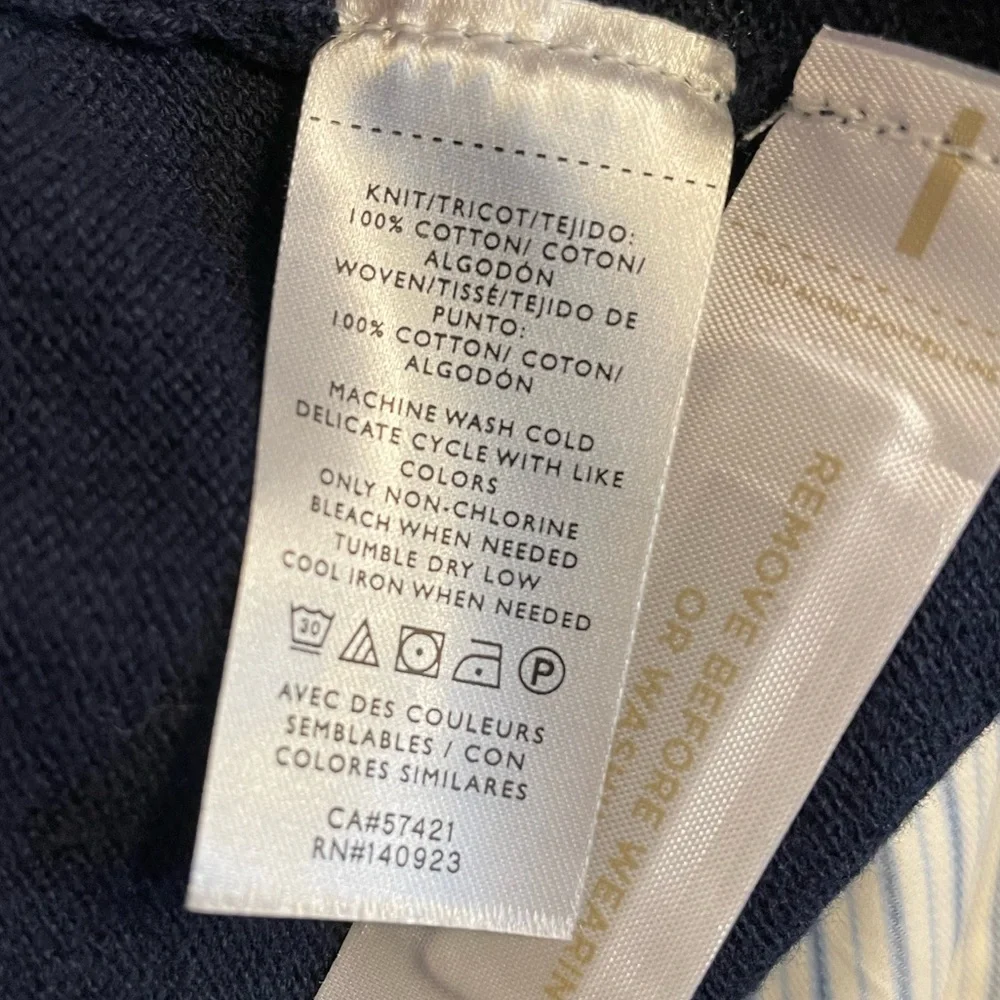 KNIT/TRICOT/TEJIDO:
100% COTTON/ COTON/
ALGODÓN
WOVEN/TISSÉ/TEJIDO DE
PUNTO:
100% COTTON/ COTON/
ALGODÓN
MACHINE WASH COLD
DELICATE CYCLE WITH LIKE
COLORS
ONLY NON-CHLORINE
BLEACH WHEN NEEDED
TUMBLE DRY LOW
COOL IRON WHEN NEEDED
30 P
AVEC DES COULEURS
SEMBLABLES / CON
COLORES SIMILARES
CA#57421
RN#140923
REMOVE BEFORE
OR WEARIN